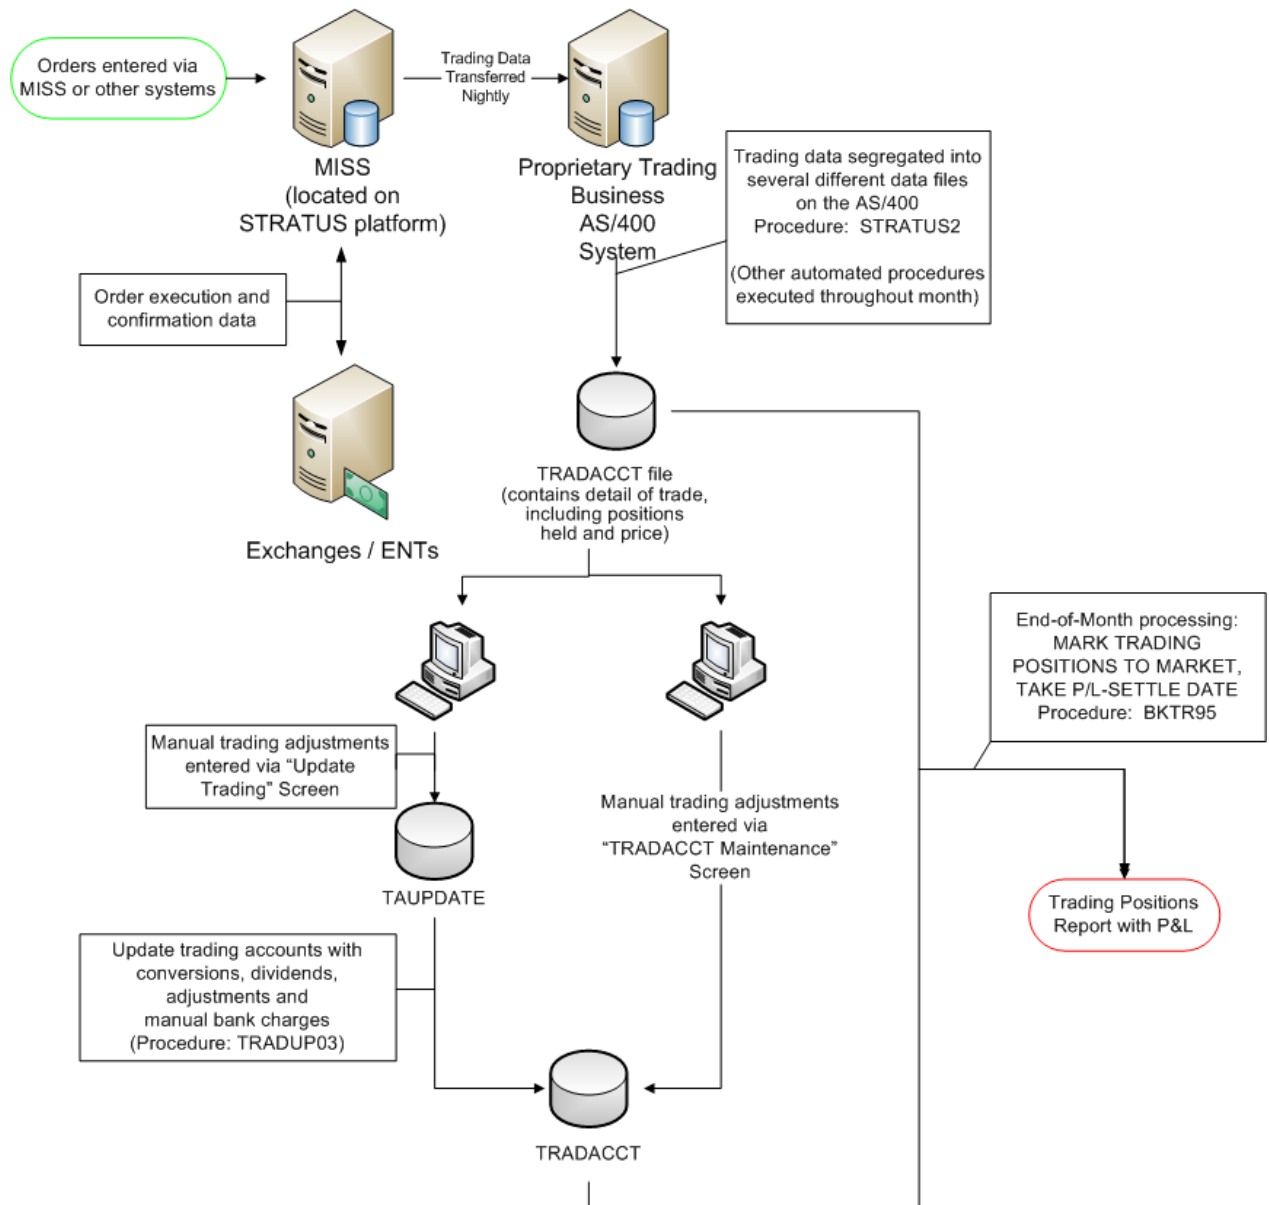 Orders entered via
MISS or other systems
Trading Data
Transferred
Nightly
MISS
(located on
STRATUS platform)
Proprietary Trading
Business
AS/400
System
Trading data segregated into
several different data files
on the AS/400
Procedure: STRATUS2
(Other automated procedures
executed throughout month)
Order execution and
confirmation data
Exchanges / ENTs
TRADACCT file
(contains detail of trade,
including positions
held and price)
End-of-Month processing:
MARK TRADING
POSITIONS TO MARKET,
TAKE P/L-SETTLE DATE
Procedure: BKTR95
Manual trading adjustments
entered via “Update
Trading” Screen
Manual trading adjustments
entered via
“TRADACCT Maintenance”
Screen
TAUPDATE
Trading Positions
Report with P&L
Update trading accounts with
conversions, dividends,
adjustments and
manual bank charges
(Procedure: TRADUP03)
TRADACCT